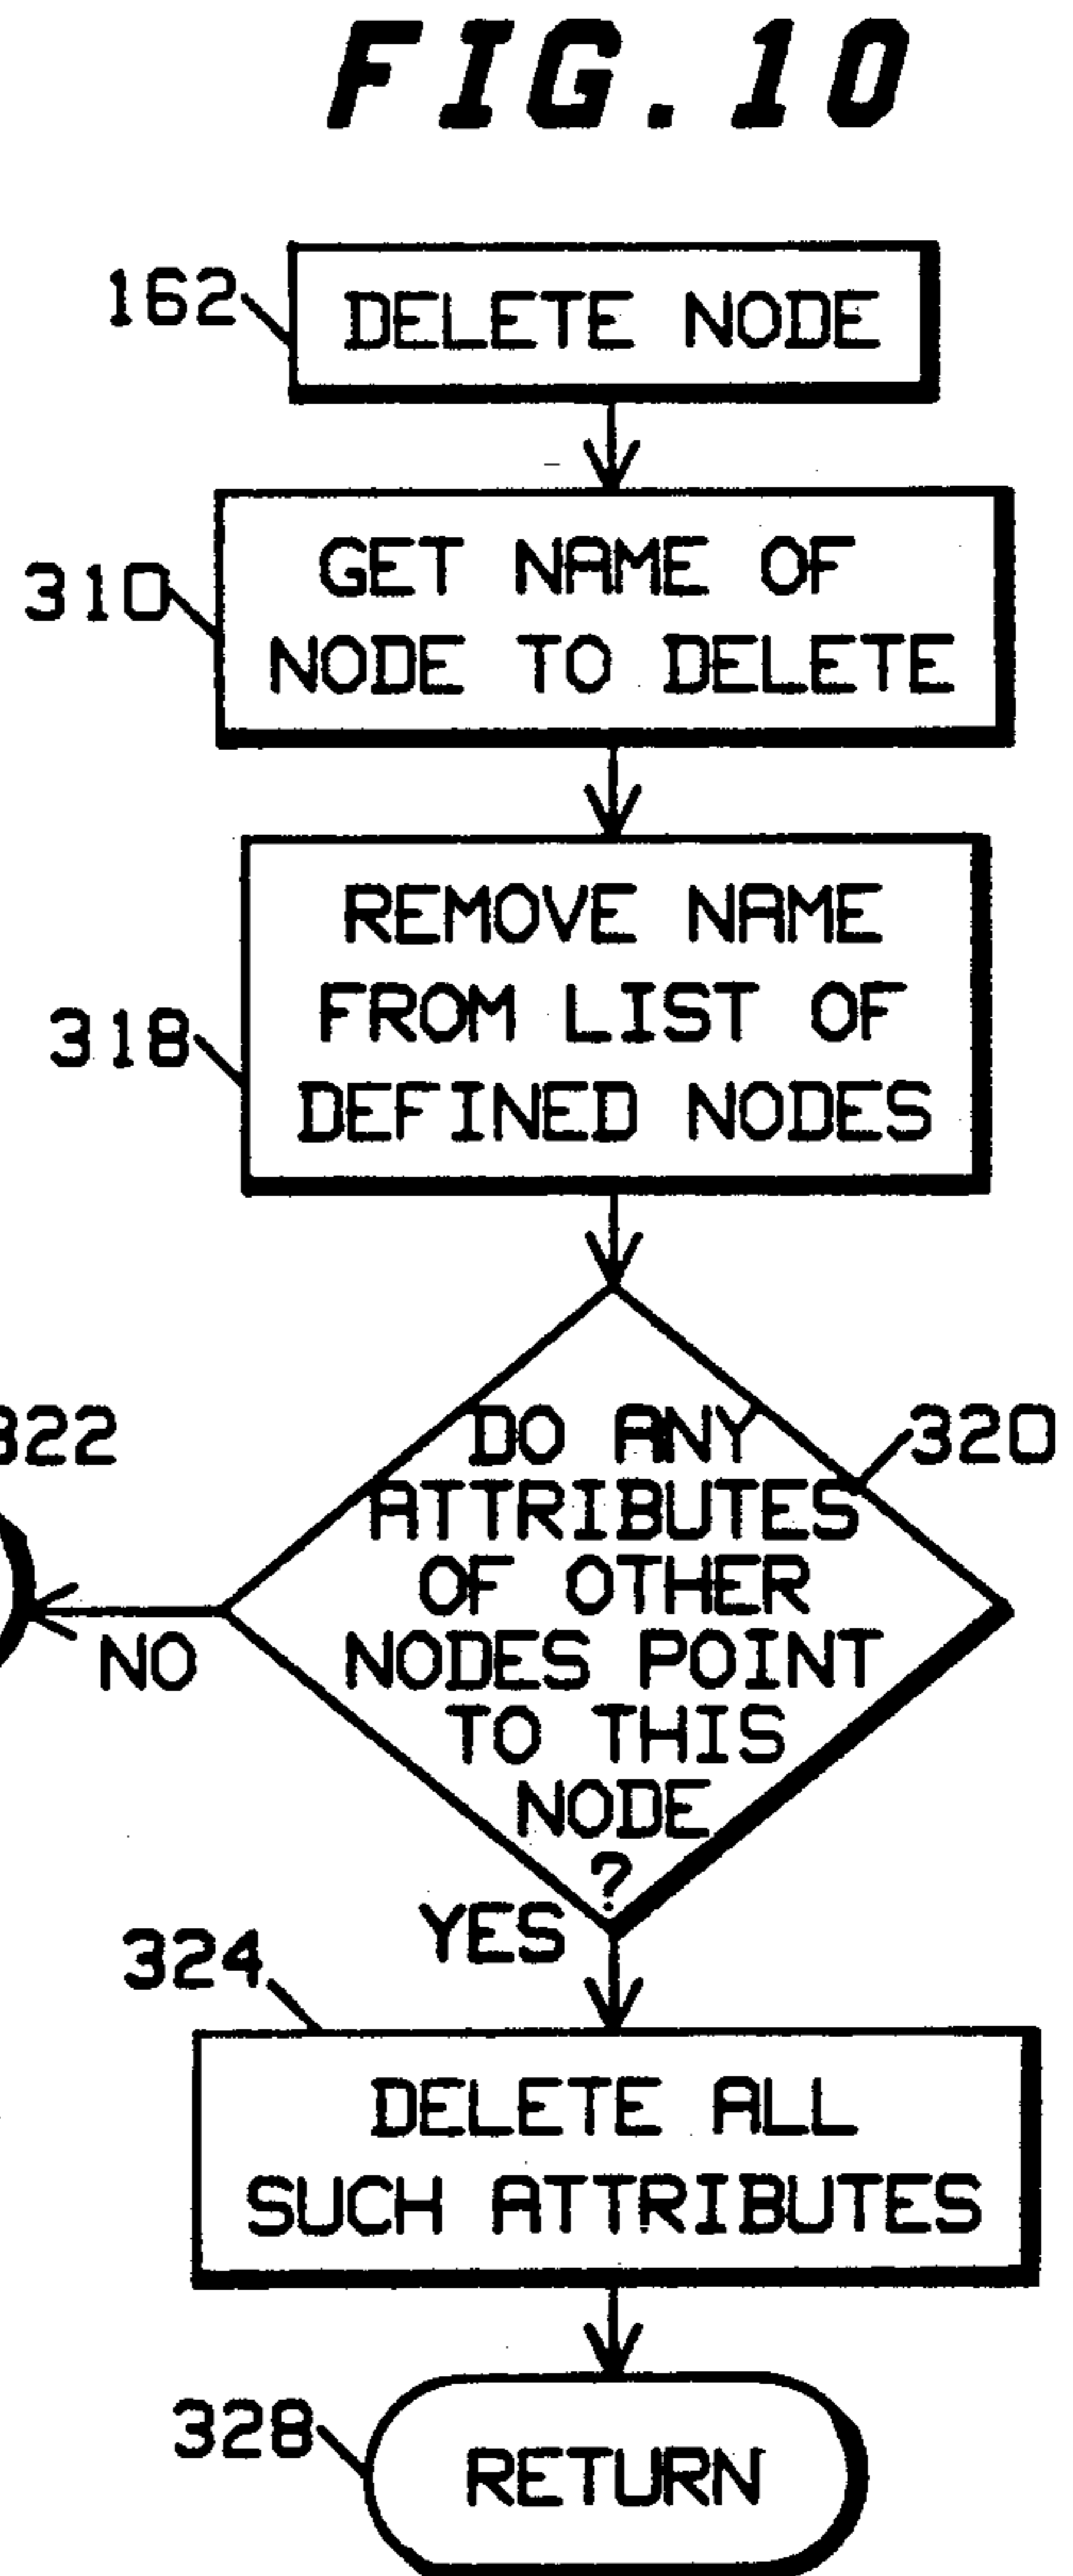 FIG. 10
162
DELETE NODE
310
GET NAME OF
NODE TO DELETE
318
REMOVE NAME
FROM LIST OF
DEFINED NODES
322
320
DO ANY
ATTRIBUTES
OF OTHER
NODES POINT
TO THIS
NODE
?
NO
YES
324
DELETE ALL
SUCH ATTRIBUTES
328
RETURN